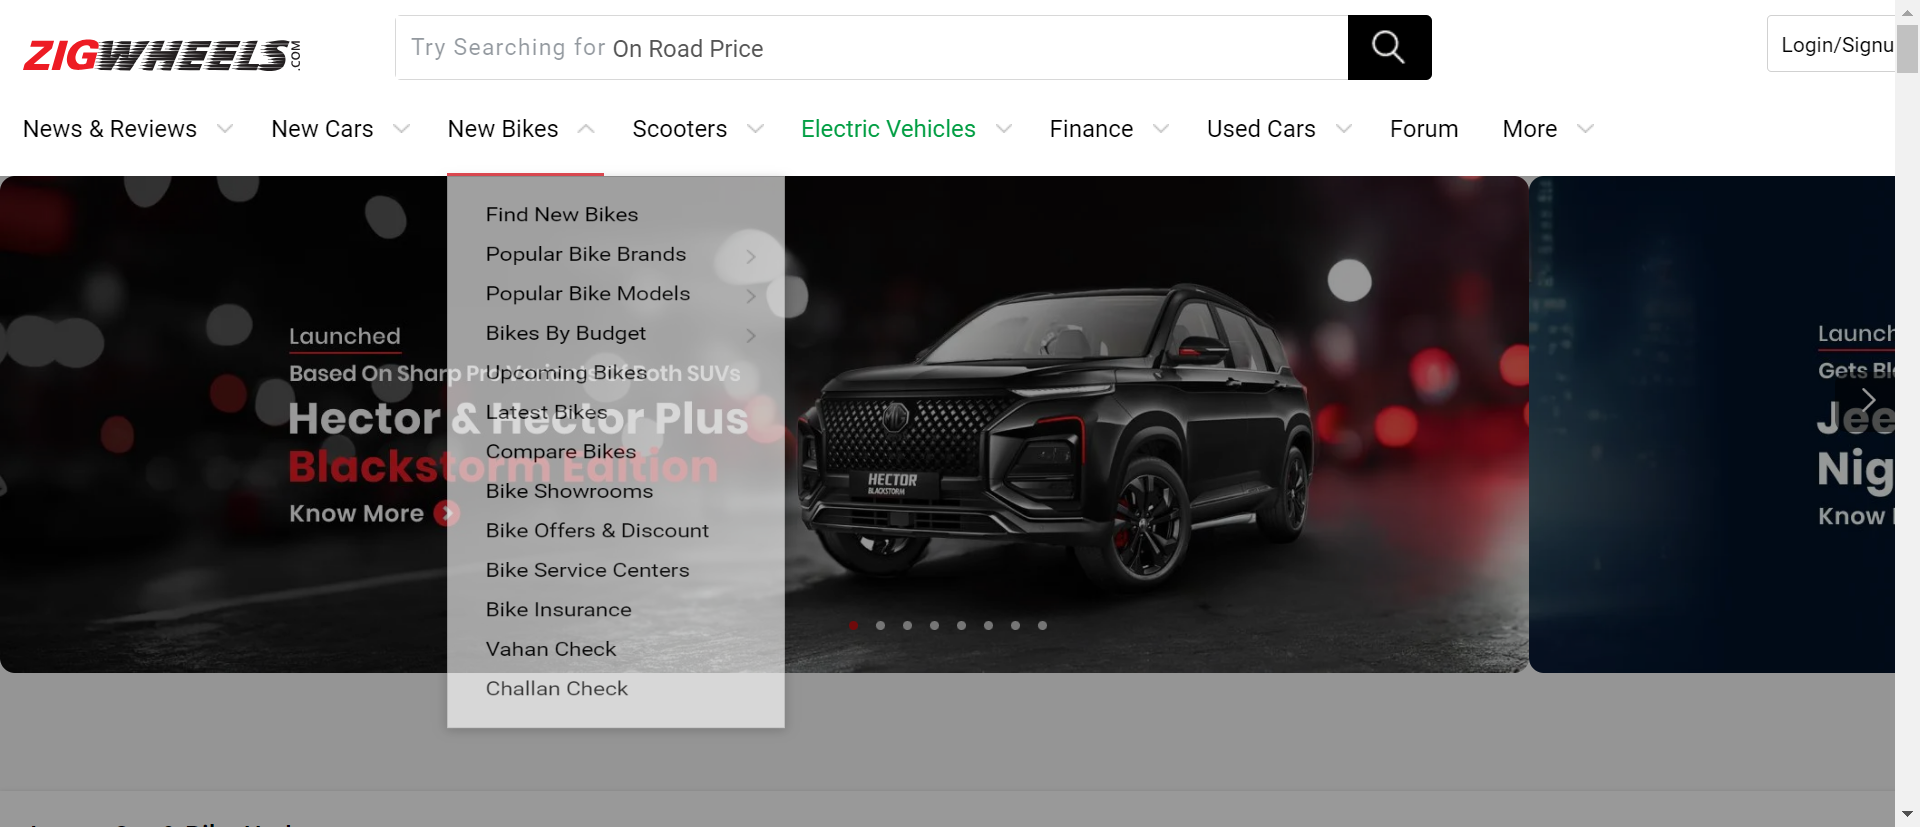 ZIGWHEELS.COM
Try Searching for On Road Price
Login/Signu
News & Reviews
New Cars
New Bikes
Scooters
Electric Vehicles
Finance
Used Cars
Forum
More
Find New Bikes
Popular Bike Brands
Popular Bike Models
Bikes By Budget
Upcoming Bikes
Latest Bikes
Compare Bikes
Bike Showrooms
Bike Offers & Discount
Bike Service Centers
Bike Insurance
Vahan Check
Challan Check
Launched
Based On Sharp Pro Variants Of Both SUVs
Hector & Hector Plus
Blackstorm Edition
Know More
HECTOR
BLACKSTORM
Launch
Gets Bl
Jee
Nig
Know